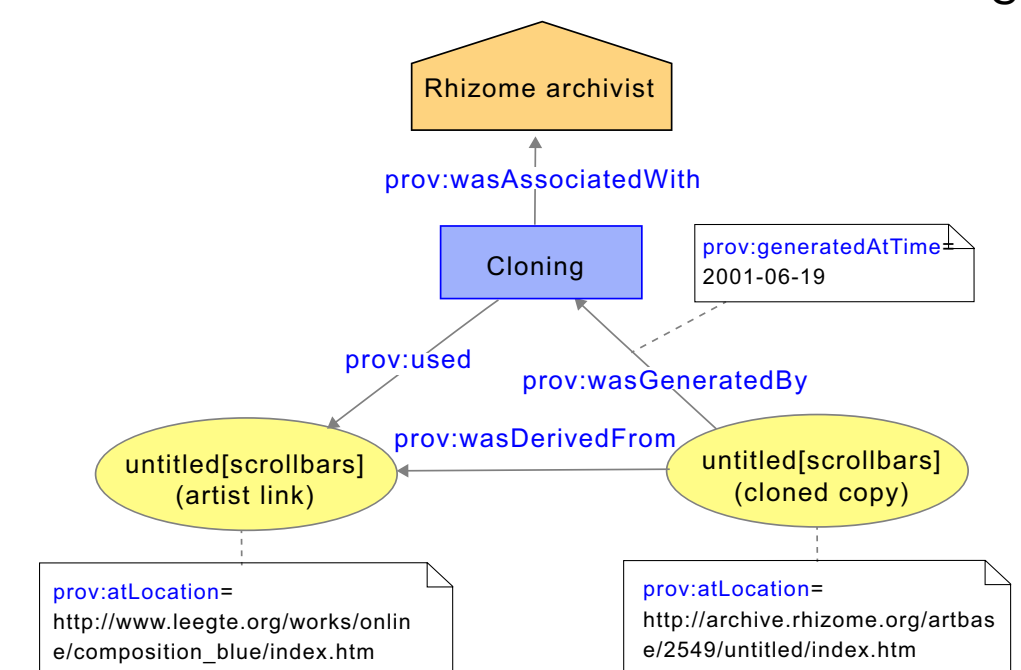 g
Rhizome archivist
prov:wasAssociatedWith
Cloning
prov:generatedAtTime=
2001-06-19
prov:used
prov:wasGeneratedBy
prov:wasDerivedFrom
untitled[scrollbars]
(artist link)
untitled[scrollbars]
(cloned copy)
prov:atLocation=
http://www.leegte.org/works/onlin
e/composition_blue/index.htm
prov:atLocation=
http://archive.rhizome.org/artbas
e/2549/untitled/index.htm